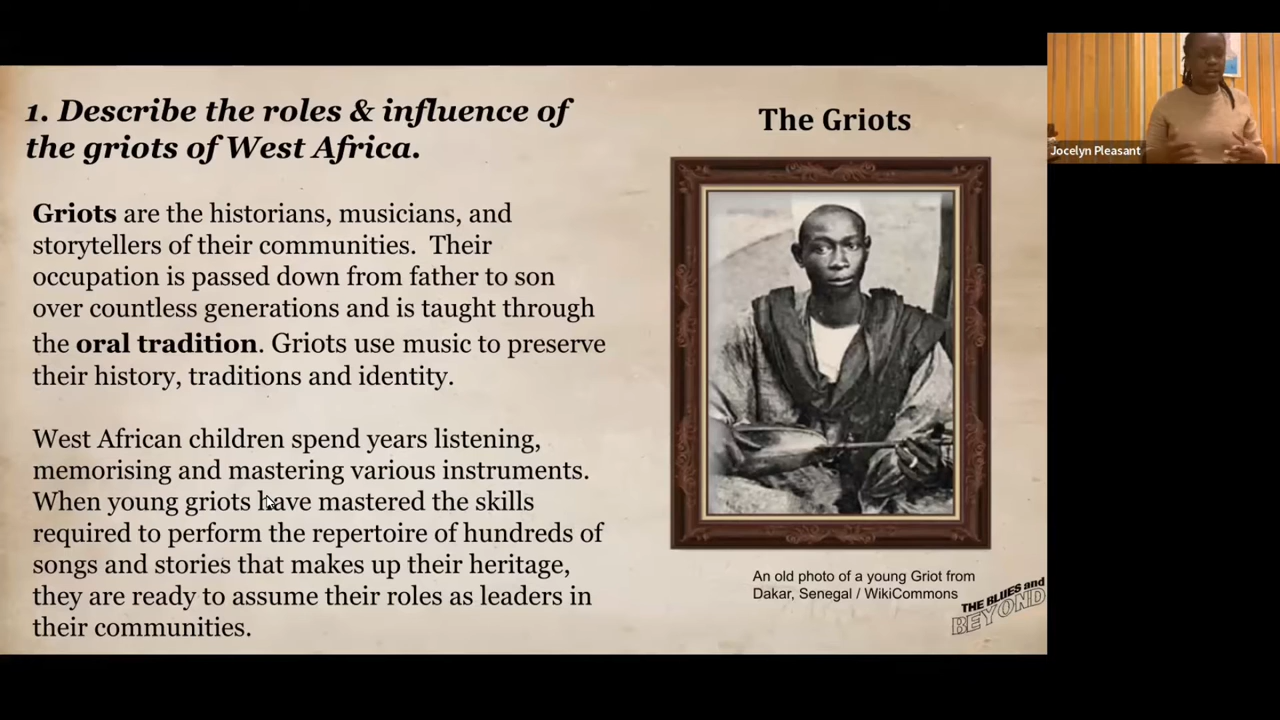 1. Describe the roles & influence of
the griots of West Africa.
Griots are the historians, musicians, and
storytellers of their communities.  Their
occupation is passed down from father to son
over countless generations and is taught through
the oral tradition. Griots use music to preserve
their history, traditions and identity.
West African children spend years listening,
memorising and mastering various instruments.
When young griots have mastered the skills
required to perform the repertoire of hundreds of
songs and stories that makes up their heritage,
they are ready to assume their roles as leaders in
their communities.
The Griots
An old photo of a young Griot from
Dakar, Senegal / WikiCommons
THE BLUES and
BEYOND
Jocelyn Pleasant